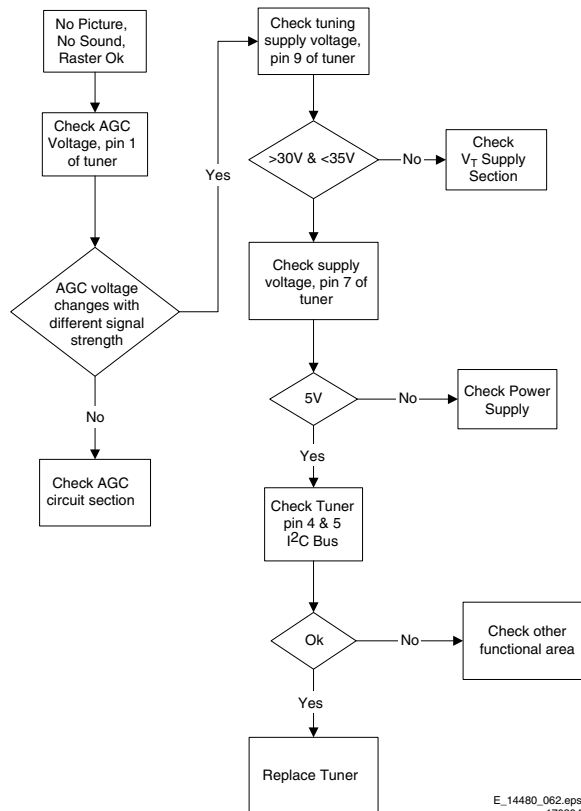 No Picture,
No Sound,
Raster Ok
Check AGC
Voltage, pin 1
of tuner
AGC voltage
changes with
different signal
strength
No
Check AGC
circuit section
Yes
Check tuning
supply voltage,
pin 9 of tuner
>30V & <35V
No
Check
VT Supply
Section
Check supply
voltage, pin 7 of
tuner
5V
No
Check Power
Supply
Yes
Check Tuner
pin 4 & 5
I2C Bus
Ok
No
Check other
functional area
Yes
Replace Tuner
E_14480_062.eps